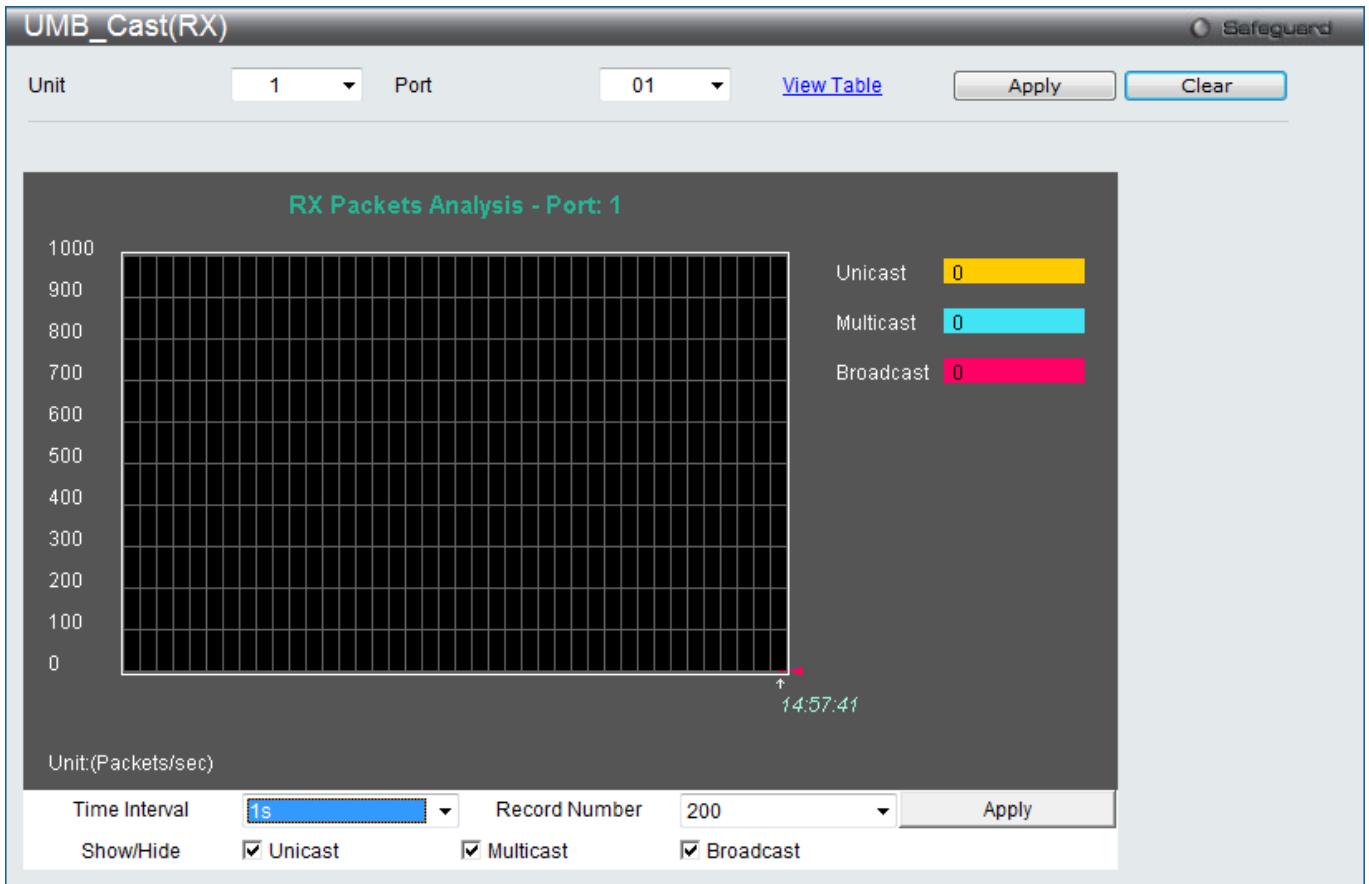 UMB_Cast(RX)
Safeguard
Unit 1 Port 01 View Table Apply Clear
RX Packets Analysis - Port: 1
1000
900
800
700
600
500
400
300
200
100
0
Unicast 0
Multicast 0
Broadcast 0
14:57:41
Unit:(Packets/sec)
Time Interval 1s Record Number 200 Apply
Show/Hide Unicast Multicast Broadcast